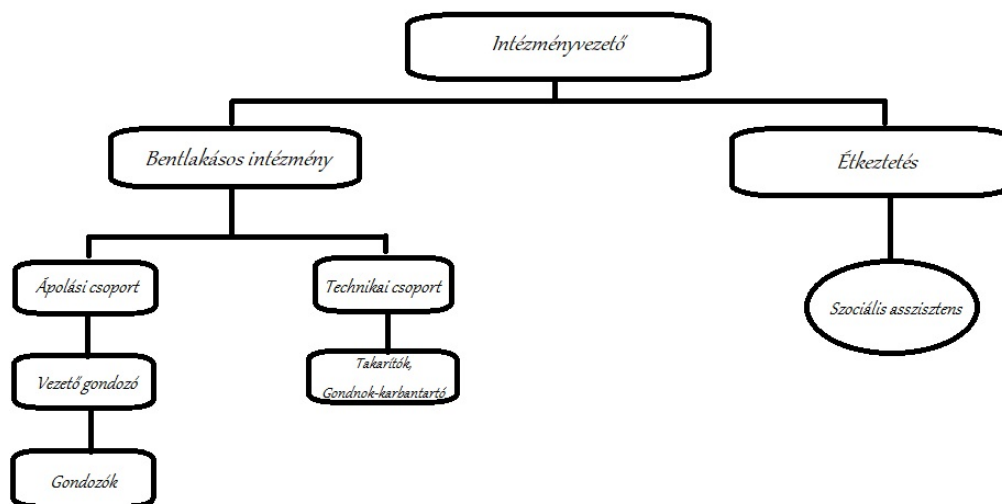 Intézményvezető
Bentlakásos intézmény
Étkeztetés
Ápolási csoport
Technikai csoport
Szociális asszisztens
Vezető gondozó
Takarítók,
Gondnok-karbantartó
Gondozók